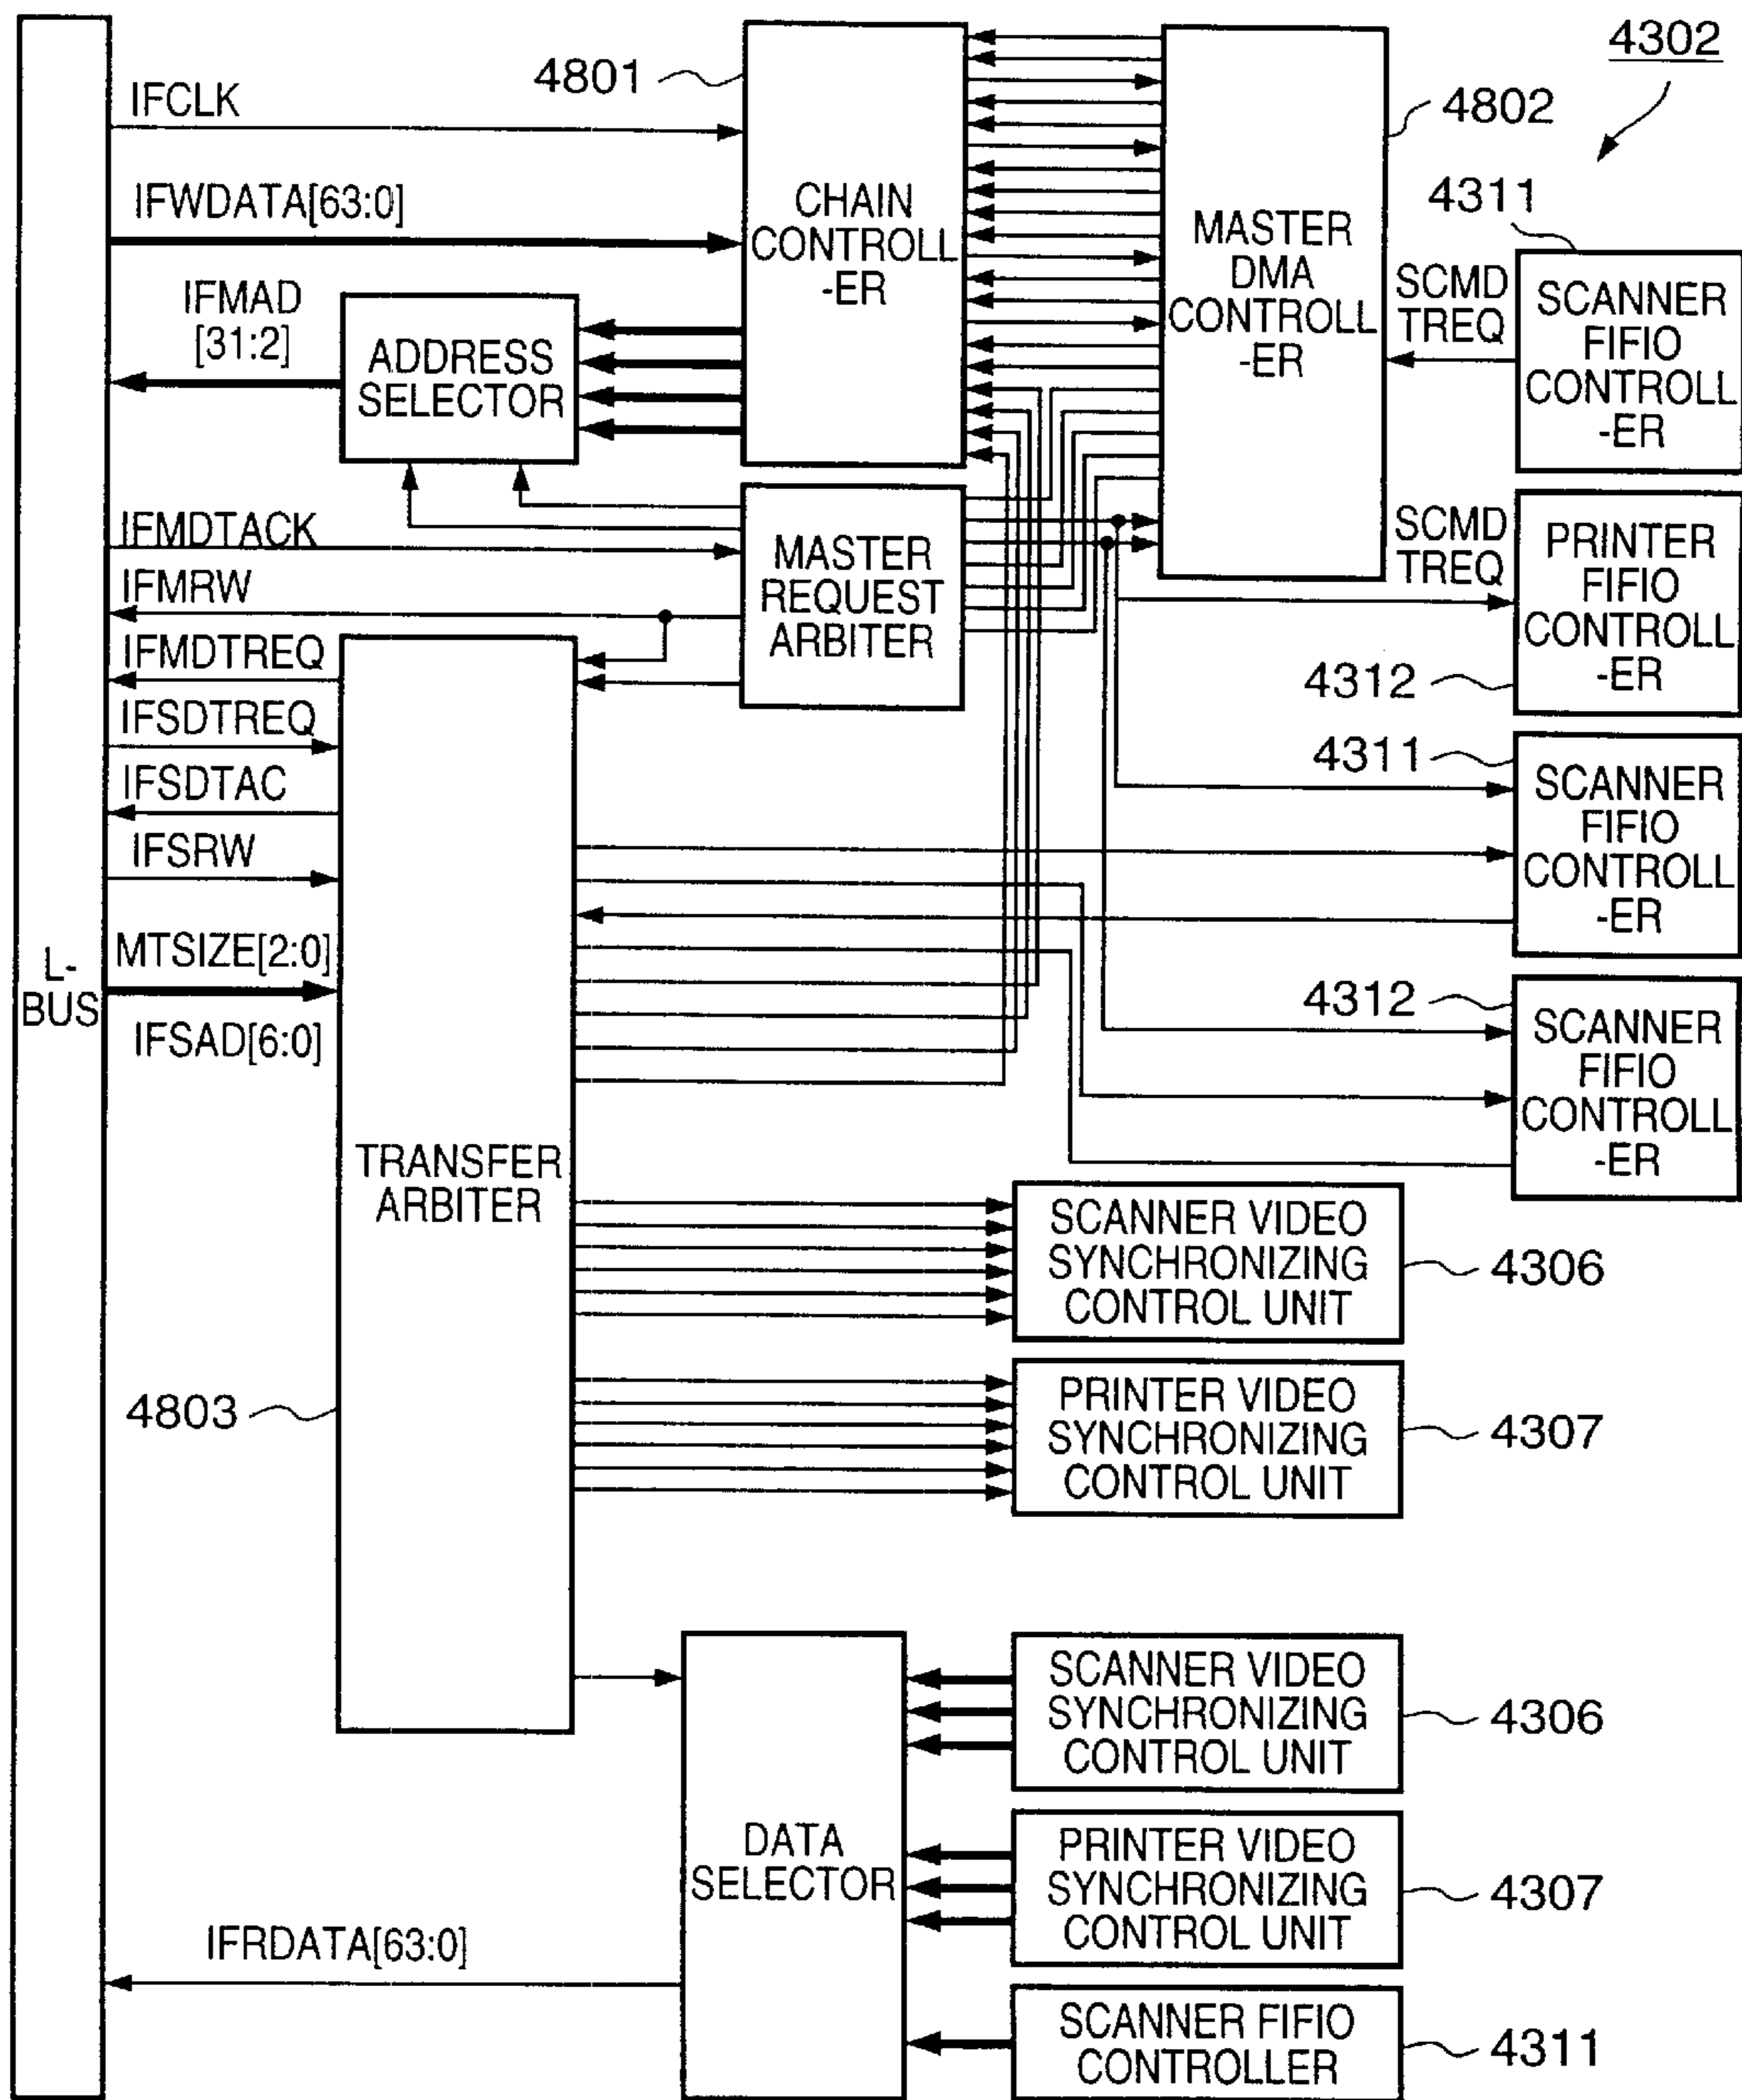 4302
4801
4802
IFCLK
4311
IFWDATA[63:0]
CHAIN
CONTROLL
-ER
MASTER
DMA
CONTROLL
-ER
SCMD
TREQ
SCANNER
FIFIO
CONTROLL
-ER
IFMAD
[31:2]
ADDRESS
SELECTOR
IFMDTACK
MASTER
REQUEST
ARBITER
SCMD
TREQ
PRINTER
FIFIO
CONTROLL
-ER
IFMRW
IFMDTREQ
4312
IFSDTREQ
4311
IFSDTAC
SCANNER
FIFIO
CONTROLL
-ER
IFSRW
L-
BUS
MTSIZE[2:0]
IFSAD[6:0]
4312
SCANNER
FIFIO
CONTROLL
-ER
TRANSFER
ARBITER
SCANNER VIDEO
SYNCHRONIZING
CONTROL UNIT
4306
4803
PRINTER VIDEO
SYNCHRONIZING
CONTROL UNIT
4307
SCANNER VIDEO
SYNCHRONIZING
CONTROL UNIT
4306
DATA
SELECTOR
PRINTER VIDEO
SYNCHRONIZING
CONTROL UNIT
4307
IFRDATA[63:0]
SCANNER FIFIO
CONTROLLER
4311